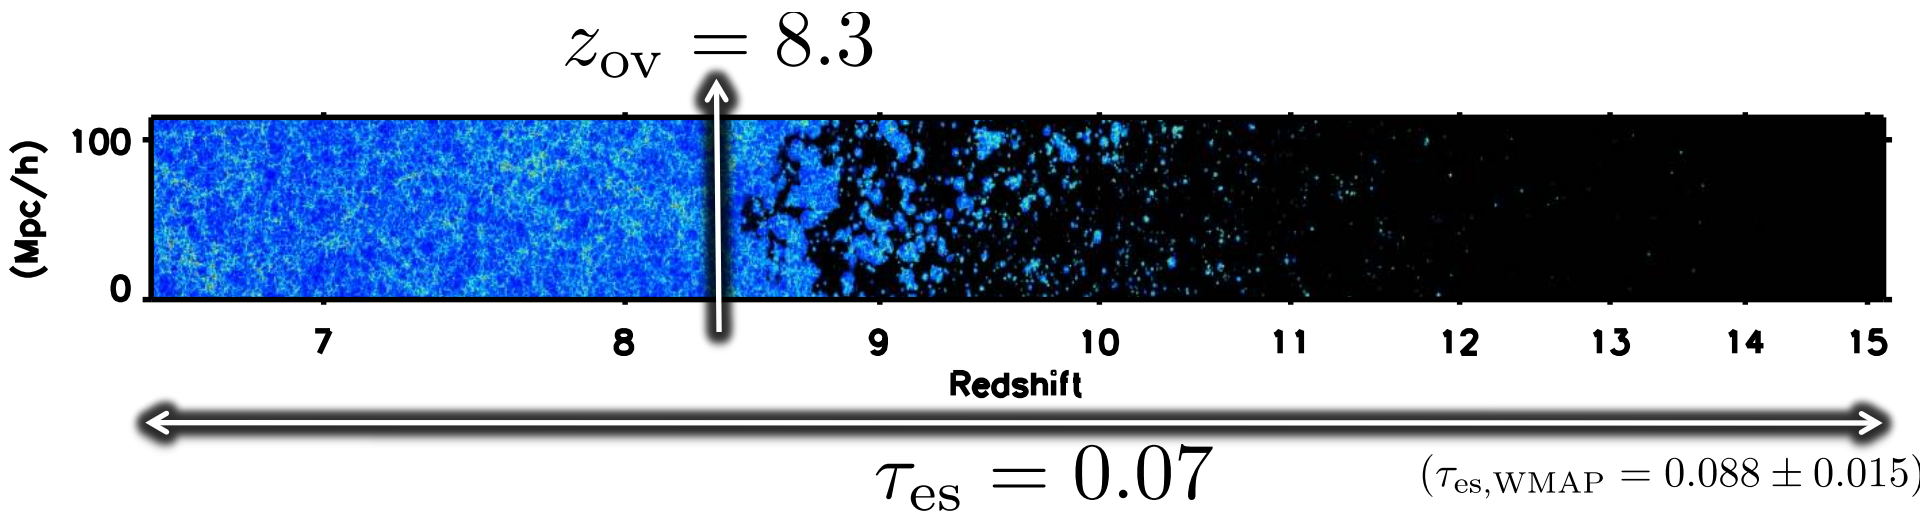 z_ov = 8.3
(Mpc/h)
100
0
7 8 9 10 11 12 13 14 15
Redshift
τ_es = 0.07
(τ_es,WMAP = 0.088 ± 0.015)